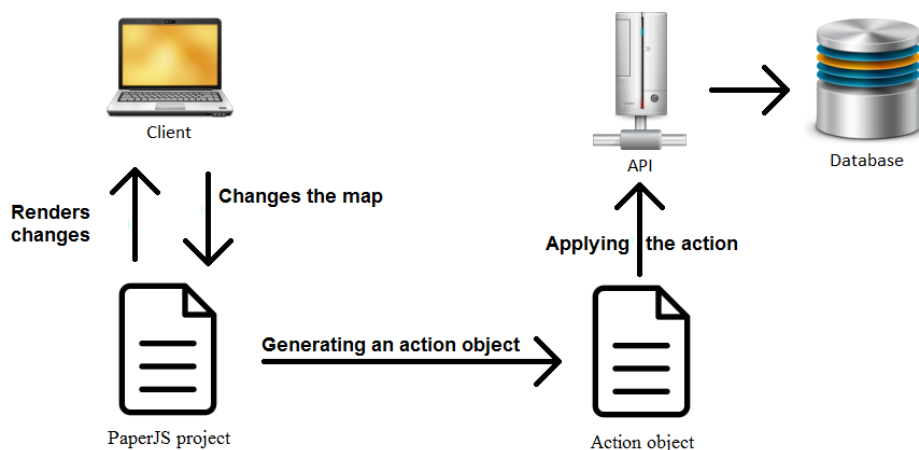 Client
API
Database
Renders
changes
Changes the map
Applying the action
Generating an action object
PaperJS project
Action object